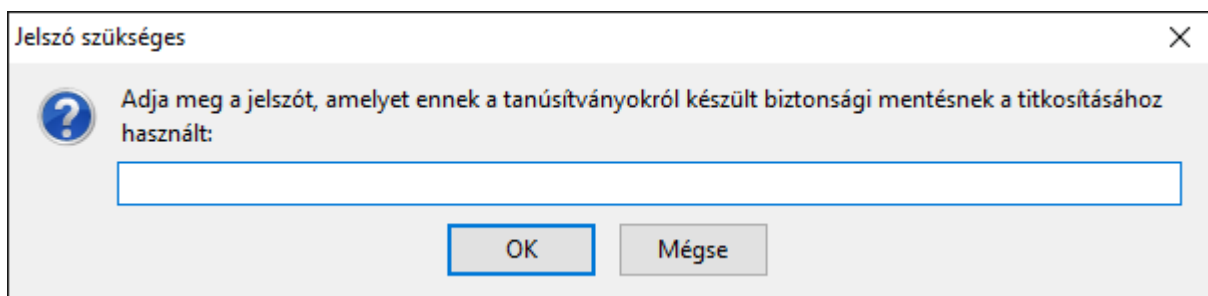 Jelszó szükséges
Adja meg a jelszót, amelyet ennek a tanúsítványokról készült biztonsági mentésnek a titkosításához
használt:
OK Mégse